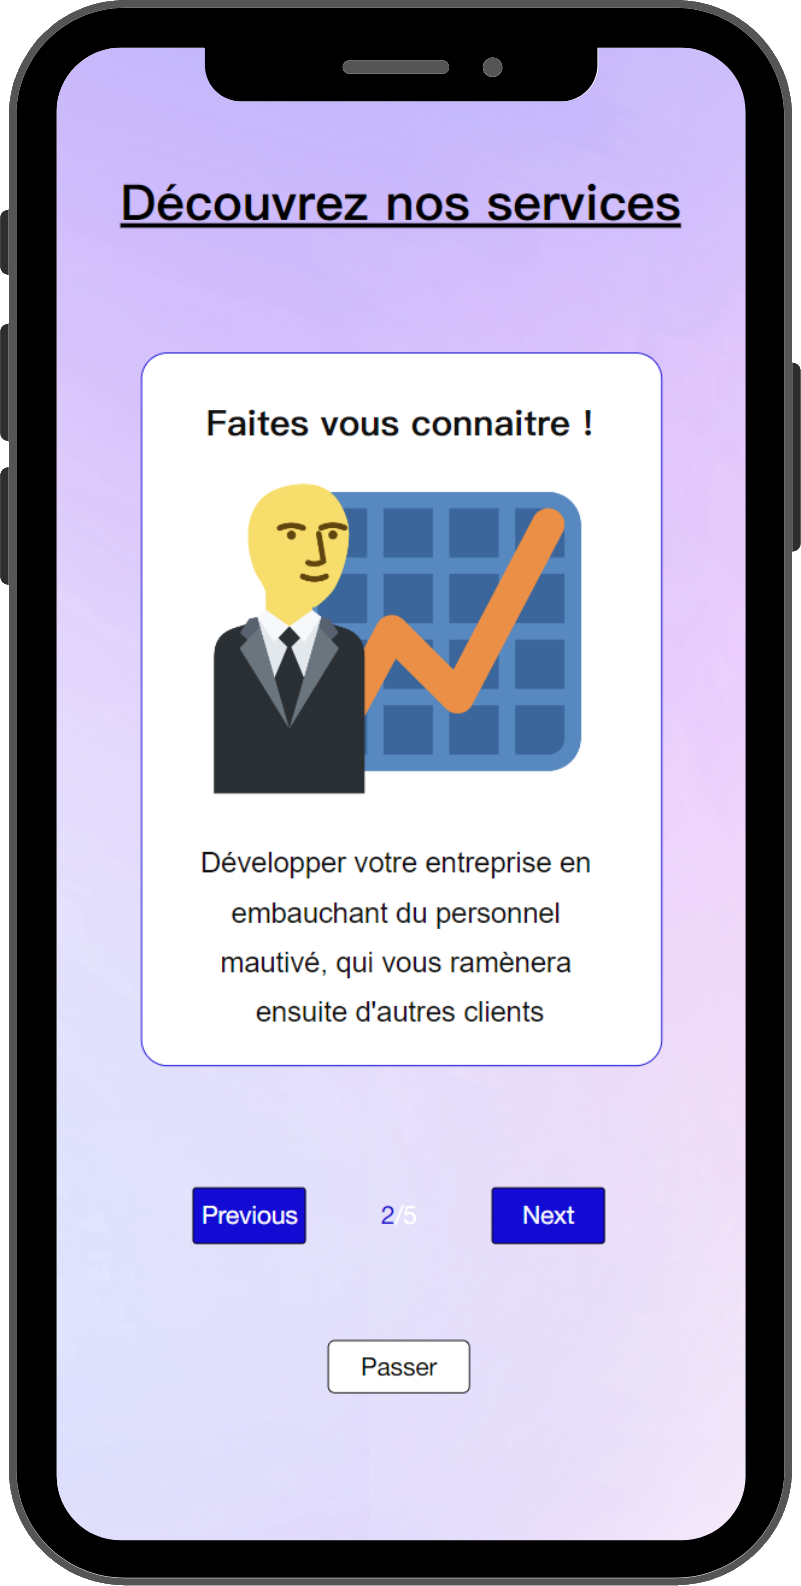 Découvrez nos services
Faites vous connaitre !
Développer votre entreprise en
embauchant du personnel
mautivé, qui vous ramènera
ensuite d'autres clients
Previous 2/5 Next
Passer